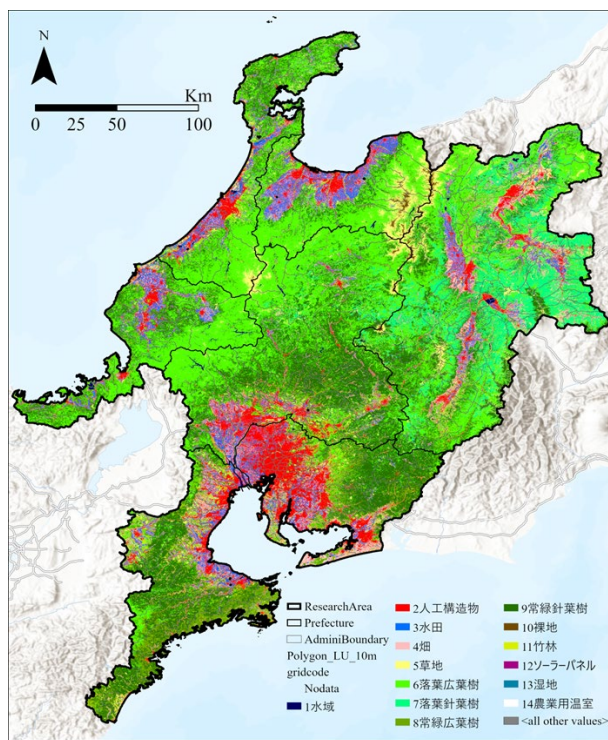 N
Km
0 25 50 100
ResearchArea
Prefecture
AdminiBoundary
Polygon_LU_10m
gridcode
Nodata
1水域
2人工構造物
3水田
4畑
5草地
6落葉広葉樹
7落葉針葉樹
8常緑広葉樹
9常緑針葉樹
10裸地
11竹林
12ソーラーパネル
13湿地
14農業用温室
<all other values>